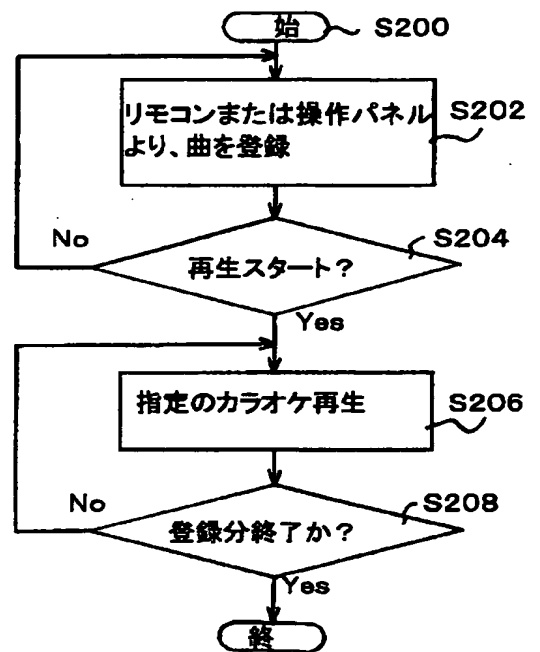 始 S200
リモコンまたは操作パネル
より、曲を登録
S202
No
S204
再生スタート?
Yes
指定のカラオケ再生
S206
No
S208
登録分終了か?
Yes
終